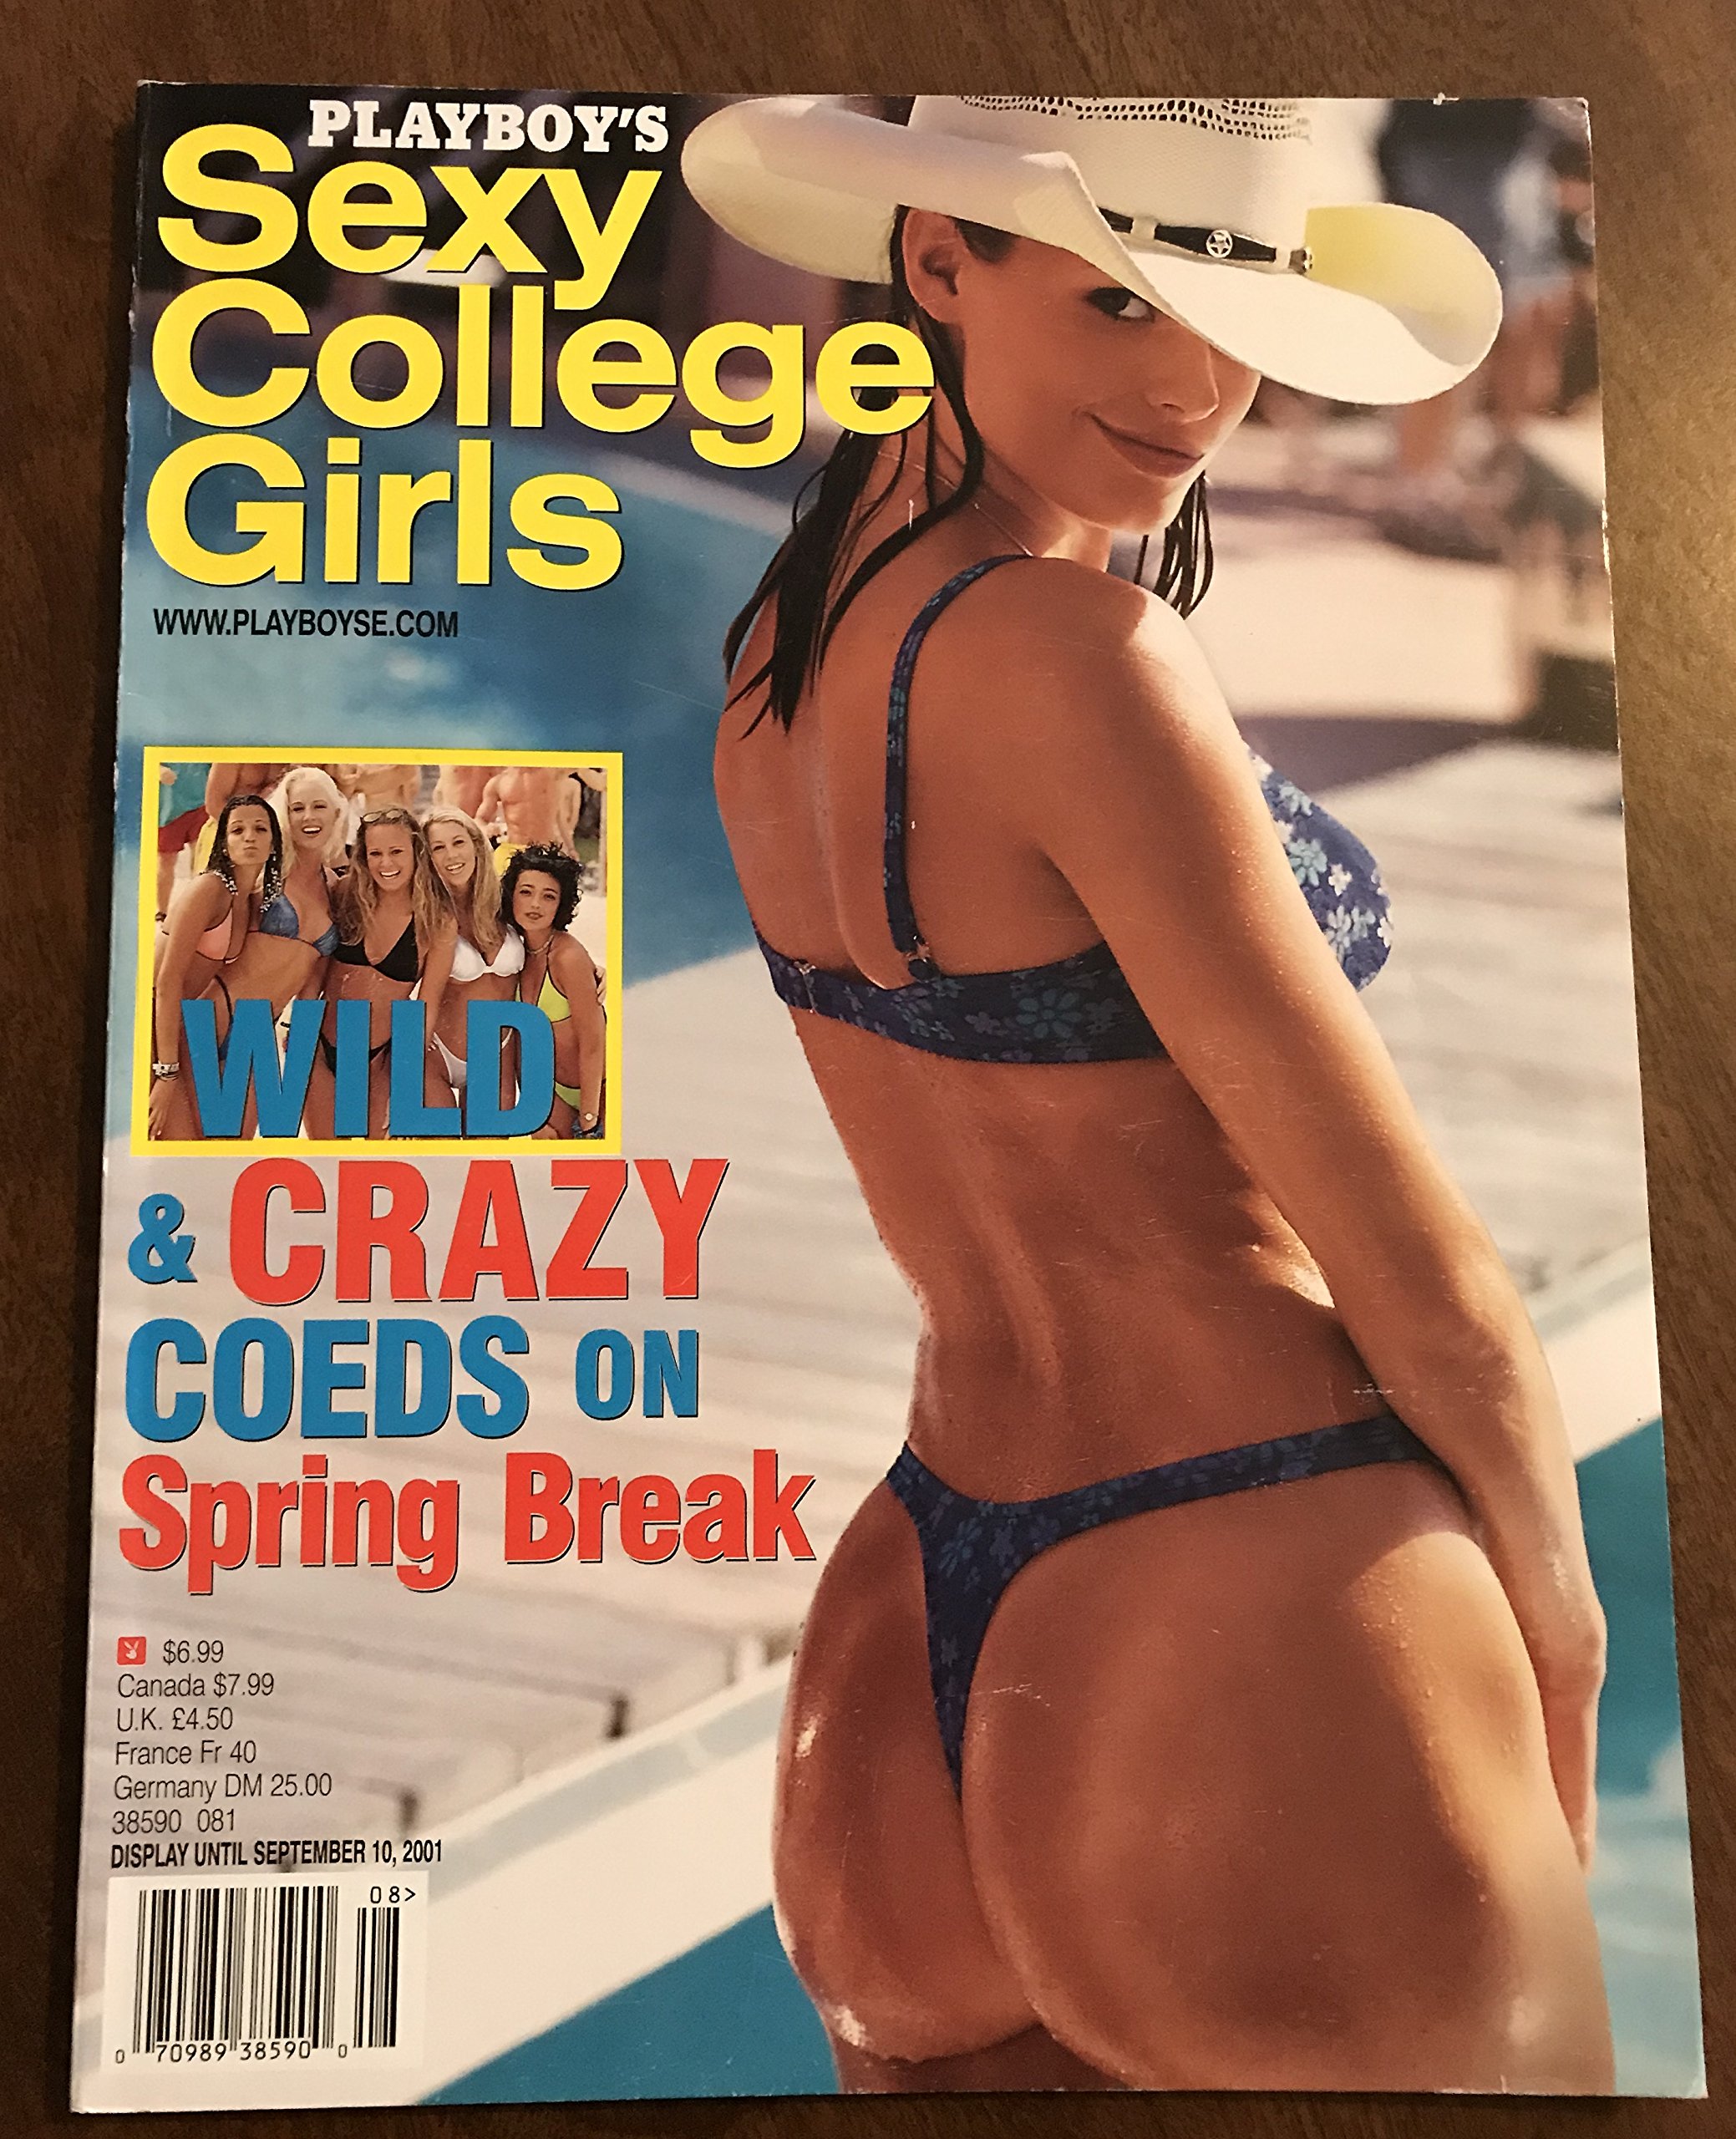 PLAYBOY'S
Sexy
College
Girls
WWW.PLAYBOYSE.COM
WILD
& CRAZY
COEDS ON
Spring Break
$6.99
Canada $7.99
U.K. £4.50
France Fr 40
Germany DM 25.00
38590 081
DISPLAY UNTIL SEPTEMBER 10, 2001
08>
0 70989 38590 0